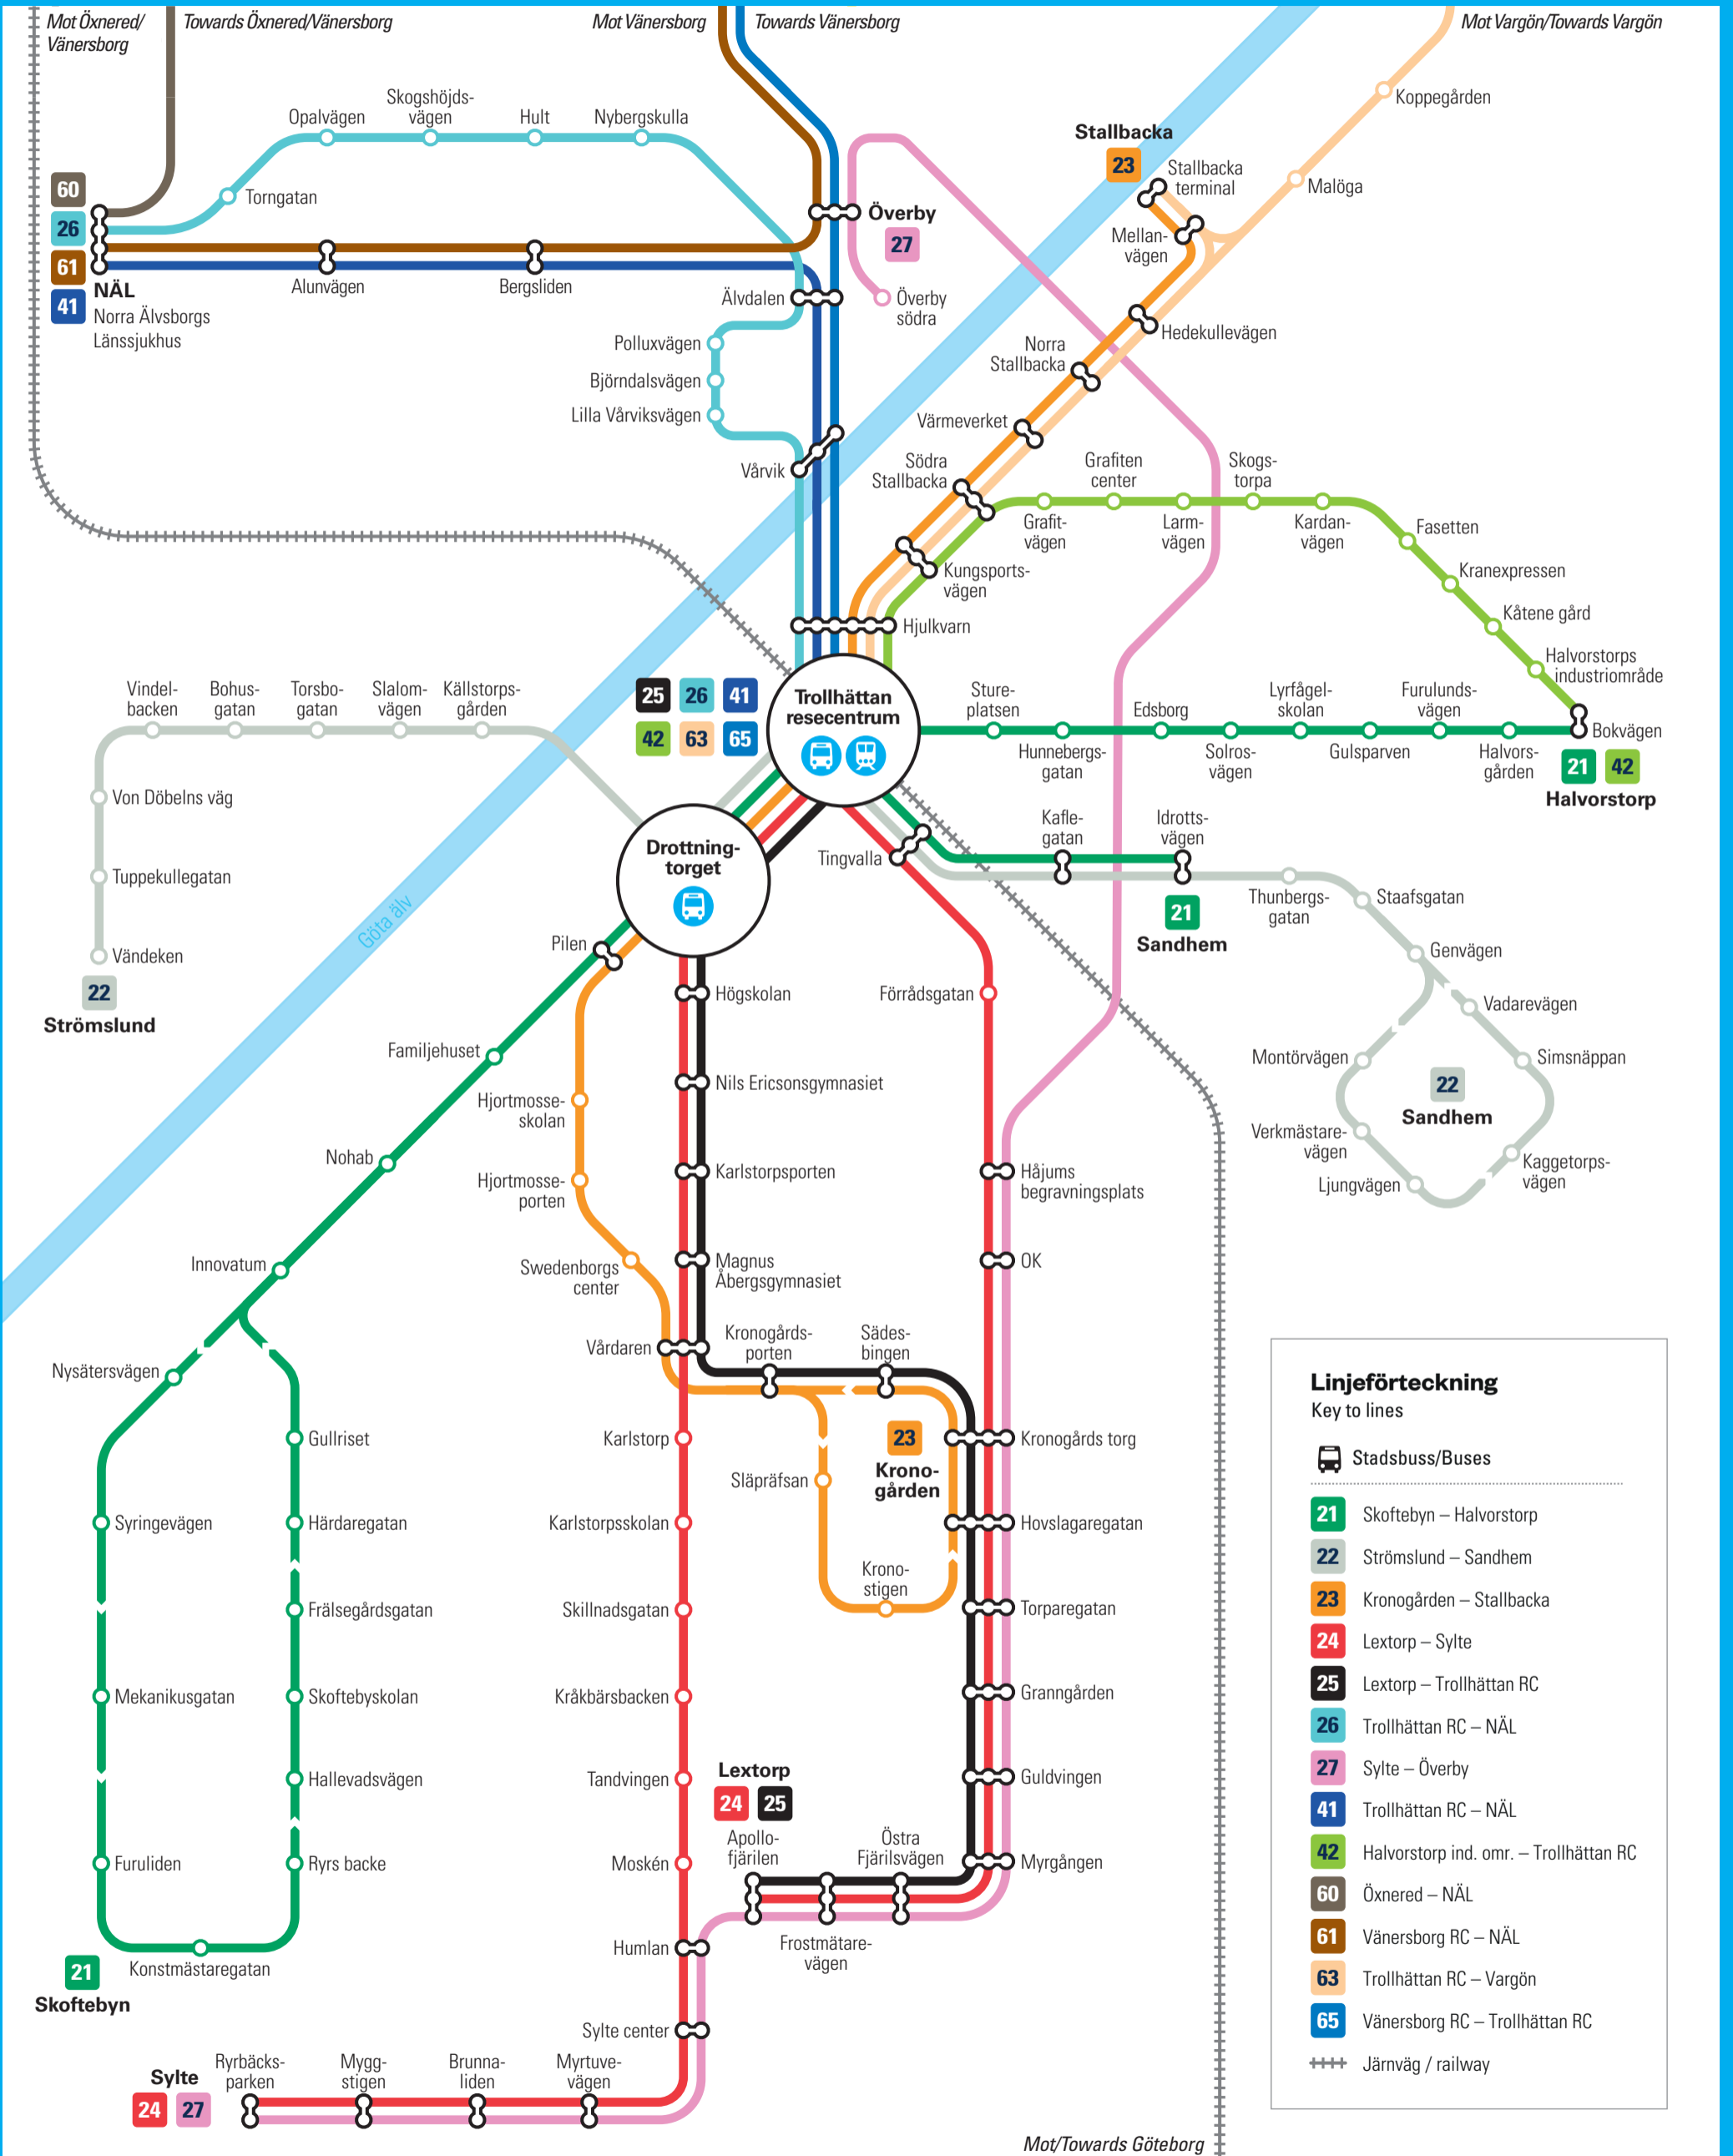 Mot Öxnered/
Vänersborg
Towards Öxnered/Vänersborg
Mot Vänersborg
Towards Vänersborg
Mot Vargön/Towards Vargön
Koppegården
Malöga
Stallbacka
23
Stallbacka
terminal
Mellan-
vägen
Hedekullevägen
Norra
Stallbacka
Värmeverket
Södra
Stallbacka
Kungsports-
vägen
Hjulkvarn
Opalvägen
Skogshöjds-
vägen
Hult
Nybergskulla
Torngatan
60
26
61
41
NÄL
Norra Älvsborgs
Länssjukhus
Alunvägen
Bergsliden
Överby
27
Överby
södra
Älvdalen
Polluxvägen
Björndalsvägen
Lilla Vårviksvägen
Vårvik
Grafit-
vägen
Grafiten
center
Larm-
vägen
Skogs-
torpa
Kardan-
vägen
Fasetten
Kranexpressen
Kåtene gård
Halvorstorps
industriområde
Bokvägen
21 42
Halvorstorp
Trollhättan
resecentrum
25 26 41
42 63 65
Sture-
platsen
Hunnebergs-
gatan
Edsborg
Solros-
vägen
Lyrfågel-
skolan
Gulsparven
Furulunds-
vägen
Halvors-
gården
Vindel-
backen
Bohus-
gatan
Torsbo-
gatan
Slalom-
vägen
Källstorps-
gården
Von Döbelns väg
Tuppekullegatan
Vändeken
22
Strömslund
Göta älv
Drottning-
torget
Tingvalla
Kafle-
gatan
Idrotts-
vägen
21
Sandhem
Thunbergs-
gatan
Staafsgatan
Genvägen
Vadarevägen
Montörvägen
Simsnäppan
22
Sandhem
Verkmästare-
vägen
Kaggetorps-
vägen
Ljungvägen
Pilen
Familjehuset
Nohab
Innovatum
Nysätersvägen
Gullriset
Syringevägen
Härdaregatan
Frälsegårdsgatan
Mekanikusgatan
Skoftebyskolan
Hallevadsvägen
Furuliden
Ryrs backe
Konstmästaregatan
21
Skoftebyn
Hjortmosse-
skolan
Hjortmosse-
porten
Swedenborgs
center
Vårdaren
Högskolan
Nils Ericsonsgymnasiet
Karlstorpsporten
Magnus
Åbergsgymnasiet
Kronogårds-
porten
Sädes-
bingen
Släpräfsan
23
Krono-
gården
Krono-
stigen
Förrådsgatan
Håjums
begravningsplats
OK
Kronogårds torg
Hovslagaregatan
Torparegatan
Granngården
Guldvingen
Myrgången
Karlstorp
Karlstorpsskolan
Skillnadsgatan
Kråkbärsbacken
Tandvingen
Moskén
Humlan
Sylte center
Lextorp
24 25
Apollo-
fjärilen
Östra
Fjärilsvägen
Frostmätare-
vägen
Sylte
24 27
Ryrbäcks-
parken
Mygg-
stigen
Brunna-
liden
Myrtuve-
vägen
Mot/Towards Göteborg
Linjeförteckning
Key to lines
Stadsbuss/Buses
21 Skoftebyn – Halvorstorp
22 Strömslund – Sandhem
23 Kronogården – Stallbacka
24 Lextorp – Sylte
25 Lextorp – Trollhättan RC
26 Trollhättan RC – NÄL
27 Sylte – Överby
41 Trollhättan RC – NÄL
42 Halvorstorp ind. omr. – Trollhättan RC
60 Öxnered – NÄL
61 Vänersborg RC – NÄL
63 Trollhättan RC – Vargön
65 Vänersborg RC – Trollhättan RC
Järnväg / railway